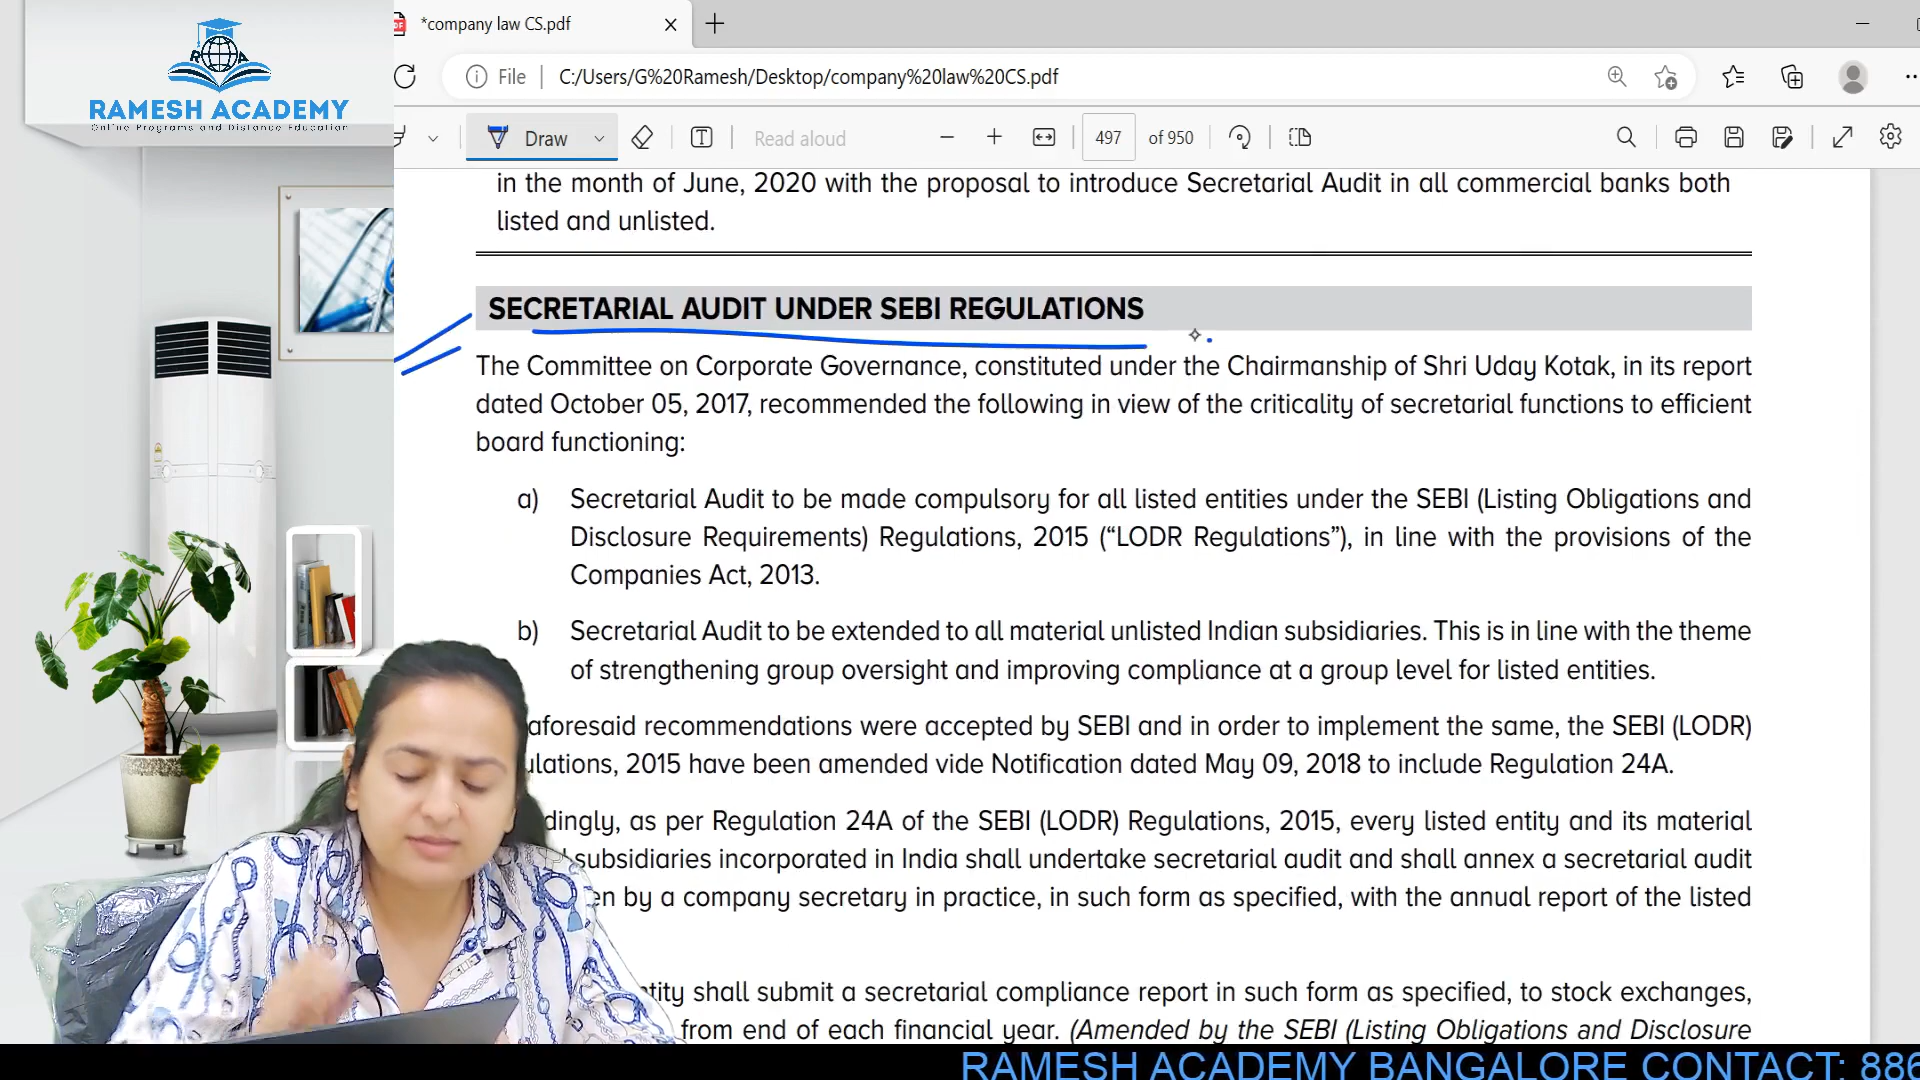 *company law CS.pdf
RAMESH ACADEMY
Online Programs and Distance Education
File
C:/Users/G%20Ramesh/Desktop/company%20law%20CS.pdf
Draw
Read aloud
497 of 950
in the month of June, 2020 with the proposal to introduce Secretarial Audit in all commercial banks both
listed and unlisted.
SECRETARIAL AUDIT UNDER SEBI REGULATIONS
The Committee on Corporate Governance, constituted under the Chairmanship of Shri Uday Kotak, in its report
dated October 05, 2017, recommended the following in view of the criticality of secretarial functions to efficient
board functioning:
a) Secretarial Audit to be made compulsory for all listed entities under the SEBI (Listing Obligations and
Disclosure Requirements) Regulations, 2015 (“LODR Regulations”), in line with the provisions of the
Companies Act, 2013.
b) Secretarial Audit to be extended to all material unlisted Indian subsidiaries. This is in line with the theme
of strengthening group oversight and improving compliance at a group level for listed entities.
aforesaid recommendations were accepted by SEBI and in order to implement the same, the SEBI (LODR)
ulations, 2015 have been amended vide Notification dated May 09, 2018 to include Regulation 24A.
dingly, as per Regulation 24A of the SEBI (LODR) Regulations, 2015, every listed entity and its material
subsidiaries incorporated in India shall undertake secretarial audit and shall annex a secretarial audit
en by a company secretary in practice, in such form as specified, with the annual report of the listed
ntity shall submit a secretarial compliance report in such form as specified, to stock exchanges,
from end of each financial year. (Amended by the SEBI (Listing Obligations and Disclosure
RAMESH ACADEMY BANGALORE CONTACT: 886